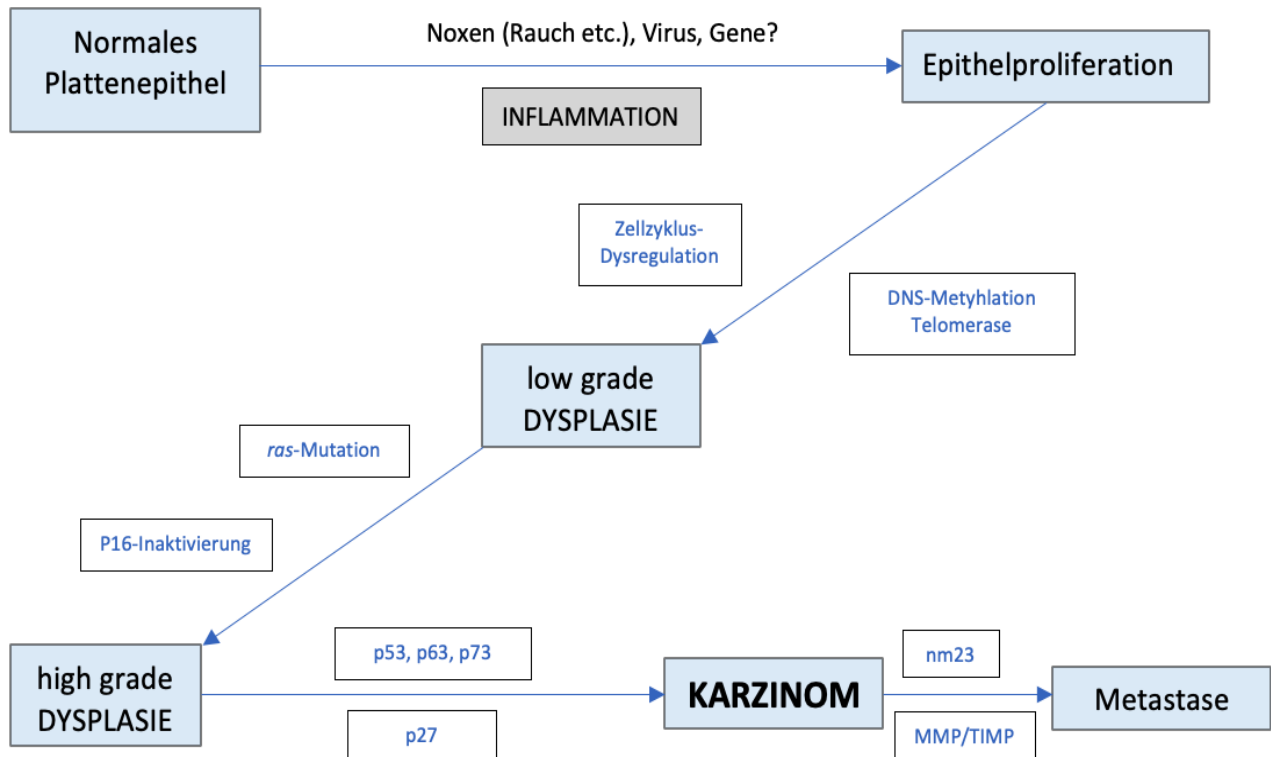 Normales
Plattenepithel
Noxen (Rauch etc.), Virus, Gene?
INFLAMMATION
Epithelproliferation
Zellzyklus-
Dysregulation
DNS-Metyhlation
Telomerase
low grade
DYSPLASIE
ras-Mutation
P16-Inaktivierung
high grade
DYSPLASIE
p53, p63, p73
p27
KARZINOM
nm23
MMP/TIMP
Metastase